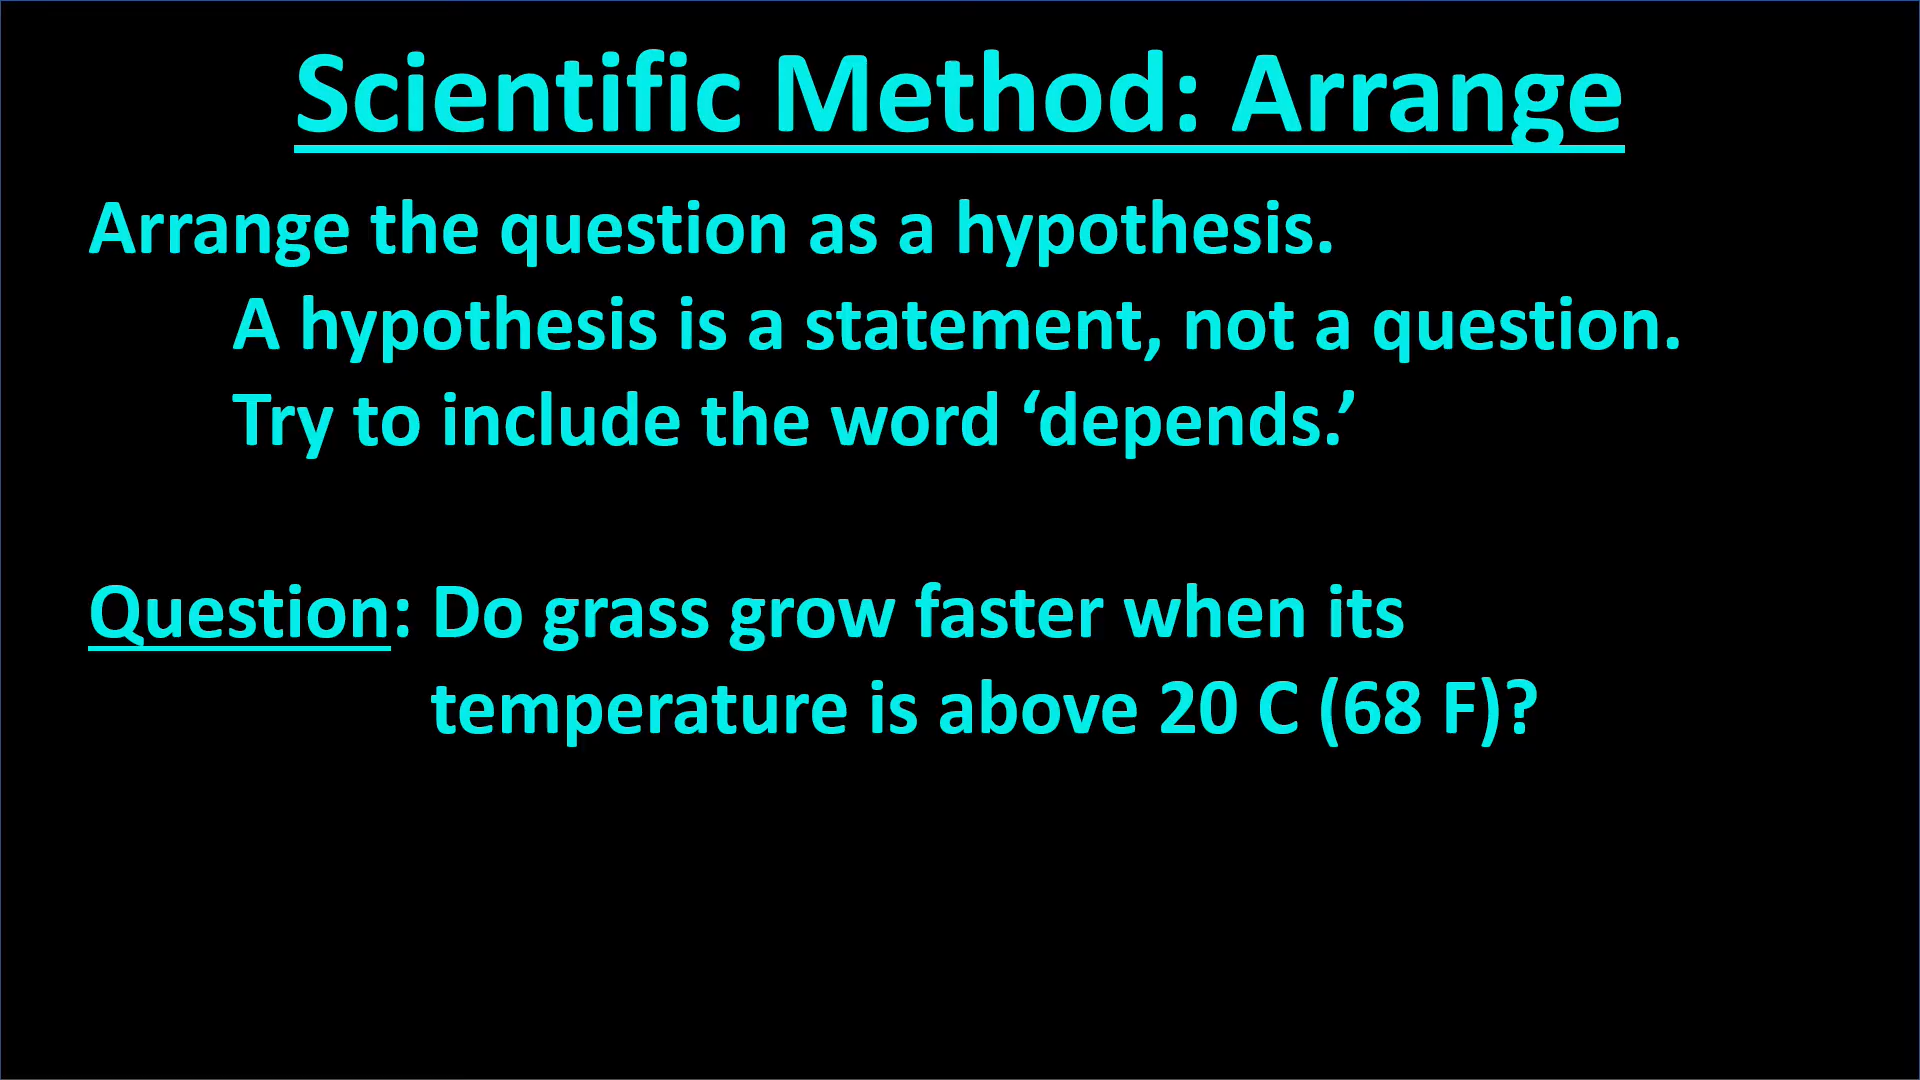 Scientific Method: Arrange
Arrange the question as a hypothesis.
A hypothesis is a statement, not a question.
Try to include the word ‘depends.’
Question: Do grass grow faster when its
temperature is above 20 C (68 F)?